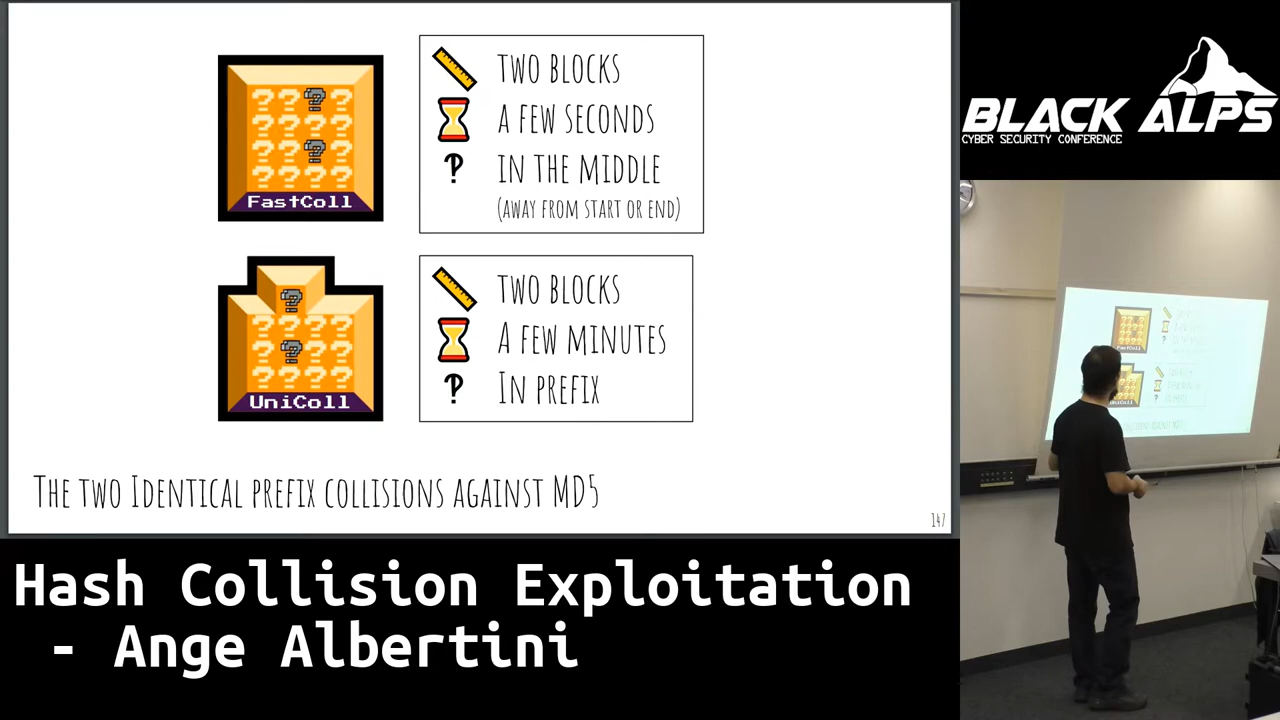 TWO BLOCKS
A FEW SECONDS
IN THE MIDDLE
(AWAY FROM START OR END)
FastColl
TWO BLOCKS
A FEW MINUTES
IN PREFIX
UniColl
THE TWO IDENTICAL PREFIX COLLISIONS AGAINST MD5
147
Hash Collision Exploitation
- Ange Albertini
BLACK ALPS
CYBER SECURITY CONFERENCE